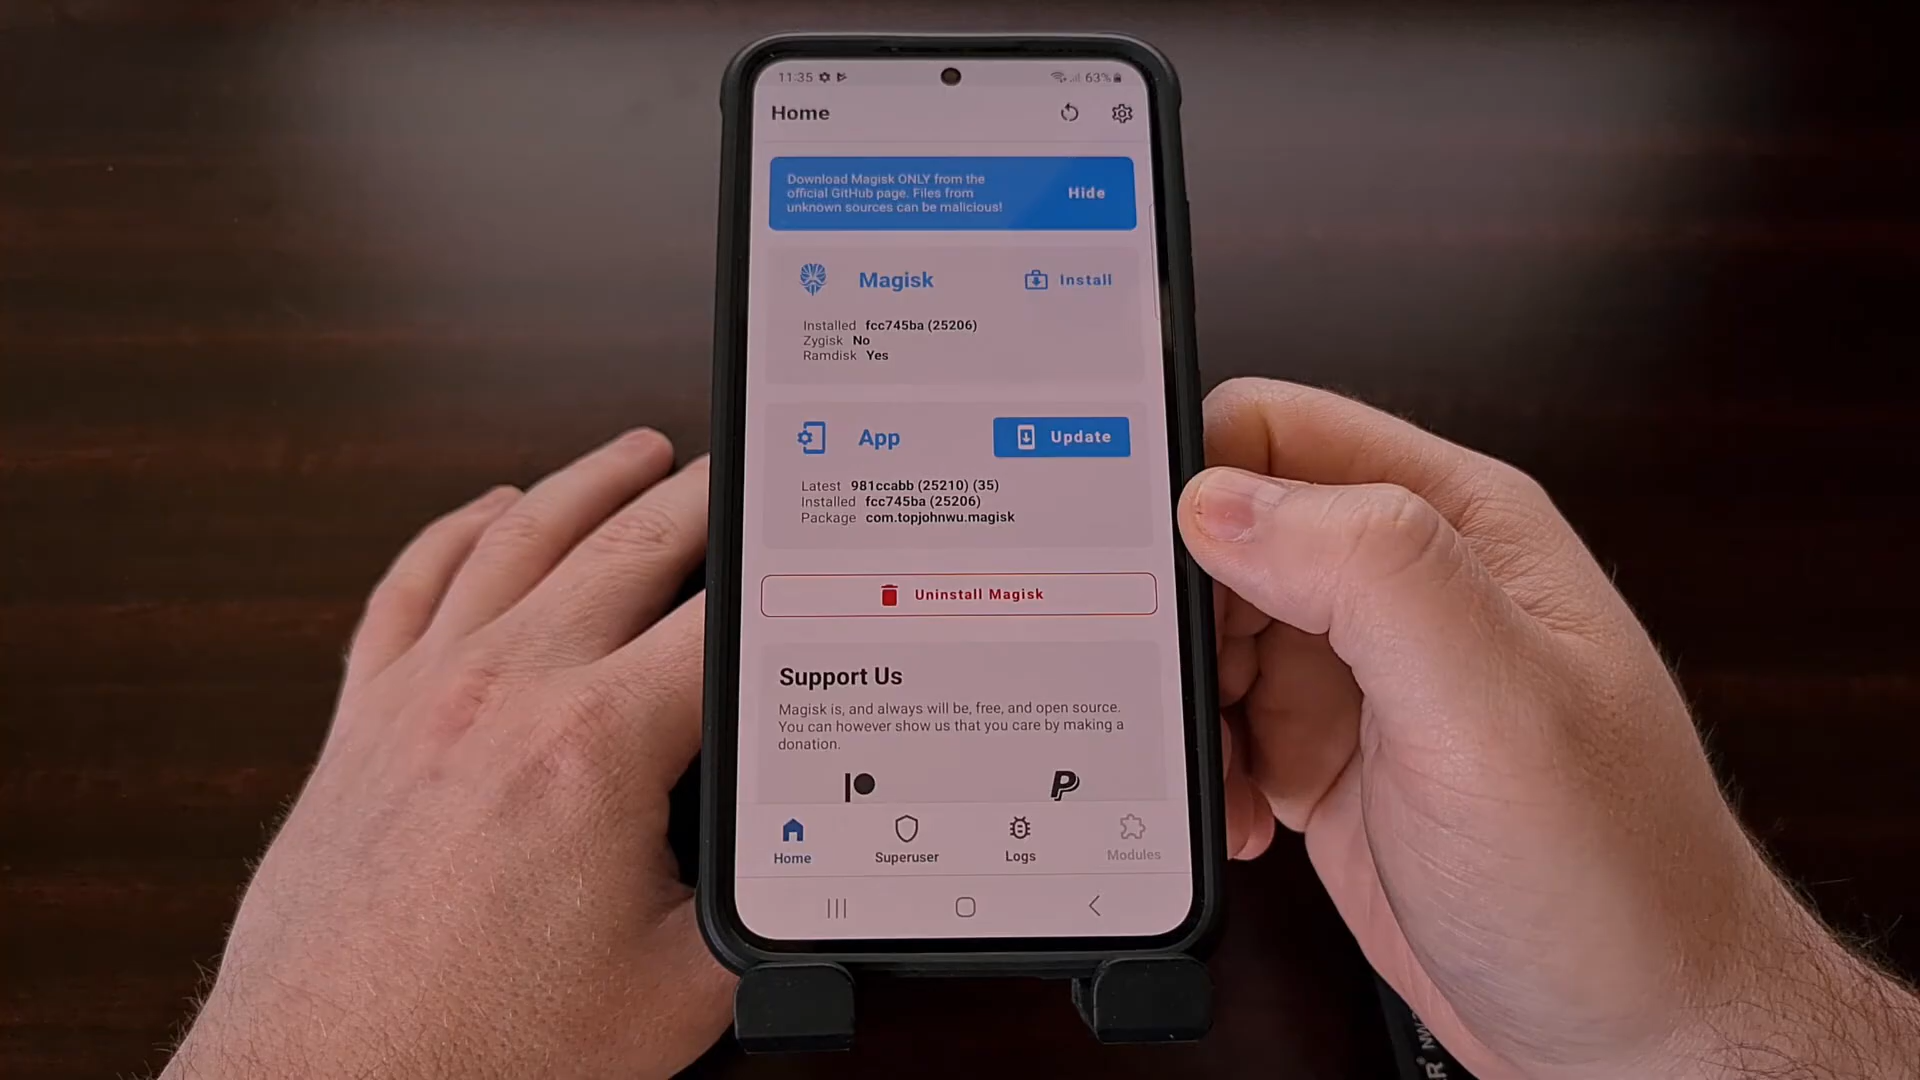 11:35
63%
Home
Download Magisk ONLY from the
official GitHub page. Files from
unknown sources can be malicious!
Hide
Magisk
Install
Installed fcc745ba (25206)
Zygisk No
Ramdisk Yes
App
Update
Latest 981ccabb (25210) (35)
Installed fcc745ba (25206)
Package com.topjohnwu.magisk
Uninstall Magisk
Support Us
Magisk is, and always will be, free, and open source.
You can however show us that you care by making a
donation.
Home
Superuser
Logs
Modules